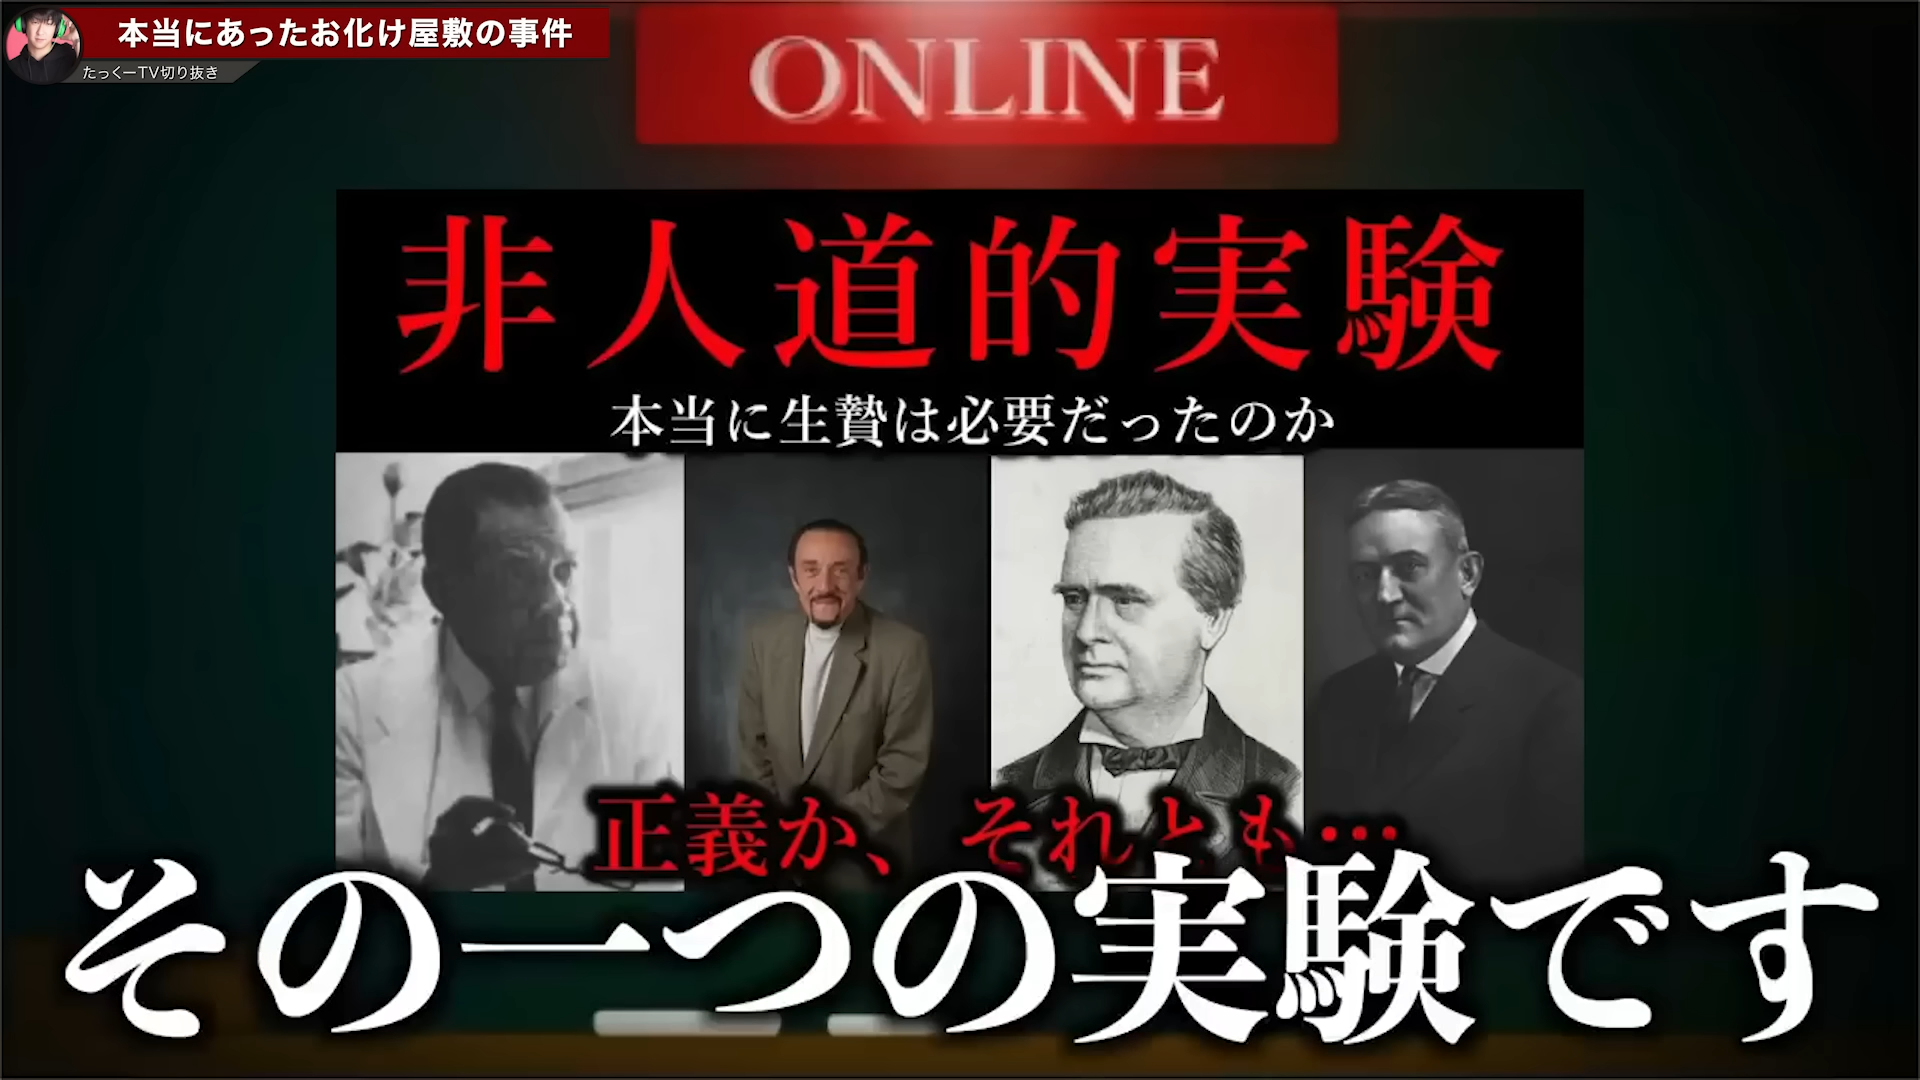 本当にあったお化け屋敷の事件
たっくーTV切り抜き
ONLINE
非人道的実験
本当に生贄は必要だったのか
正義か、それとも…
その一つの実験です